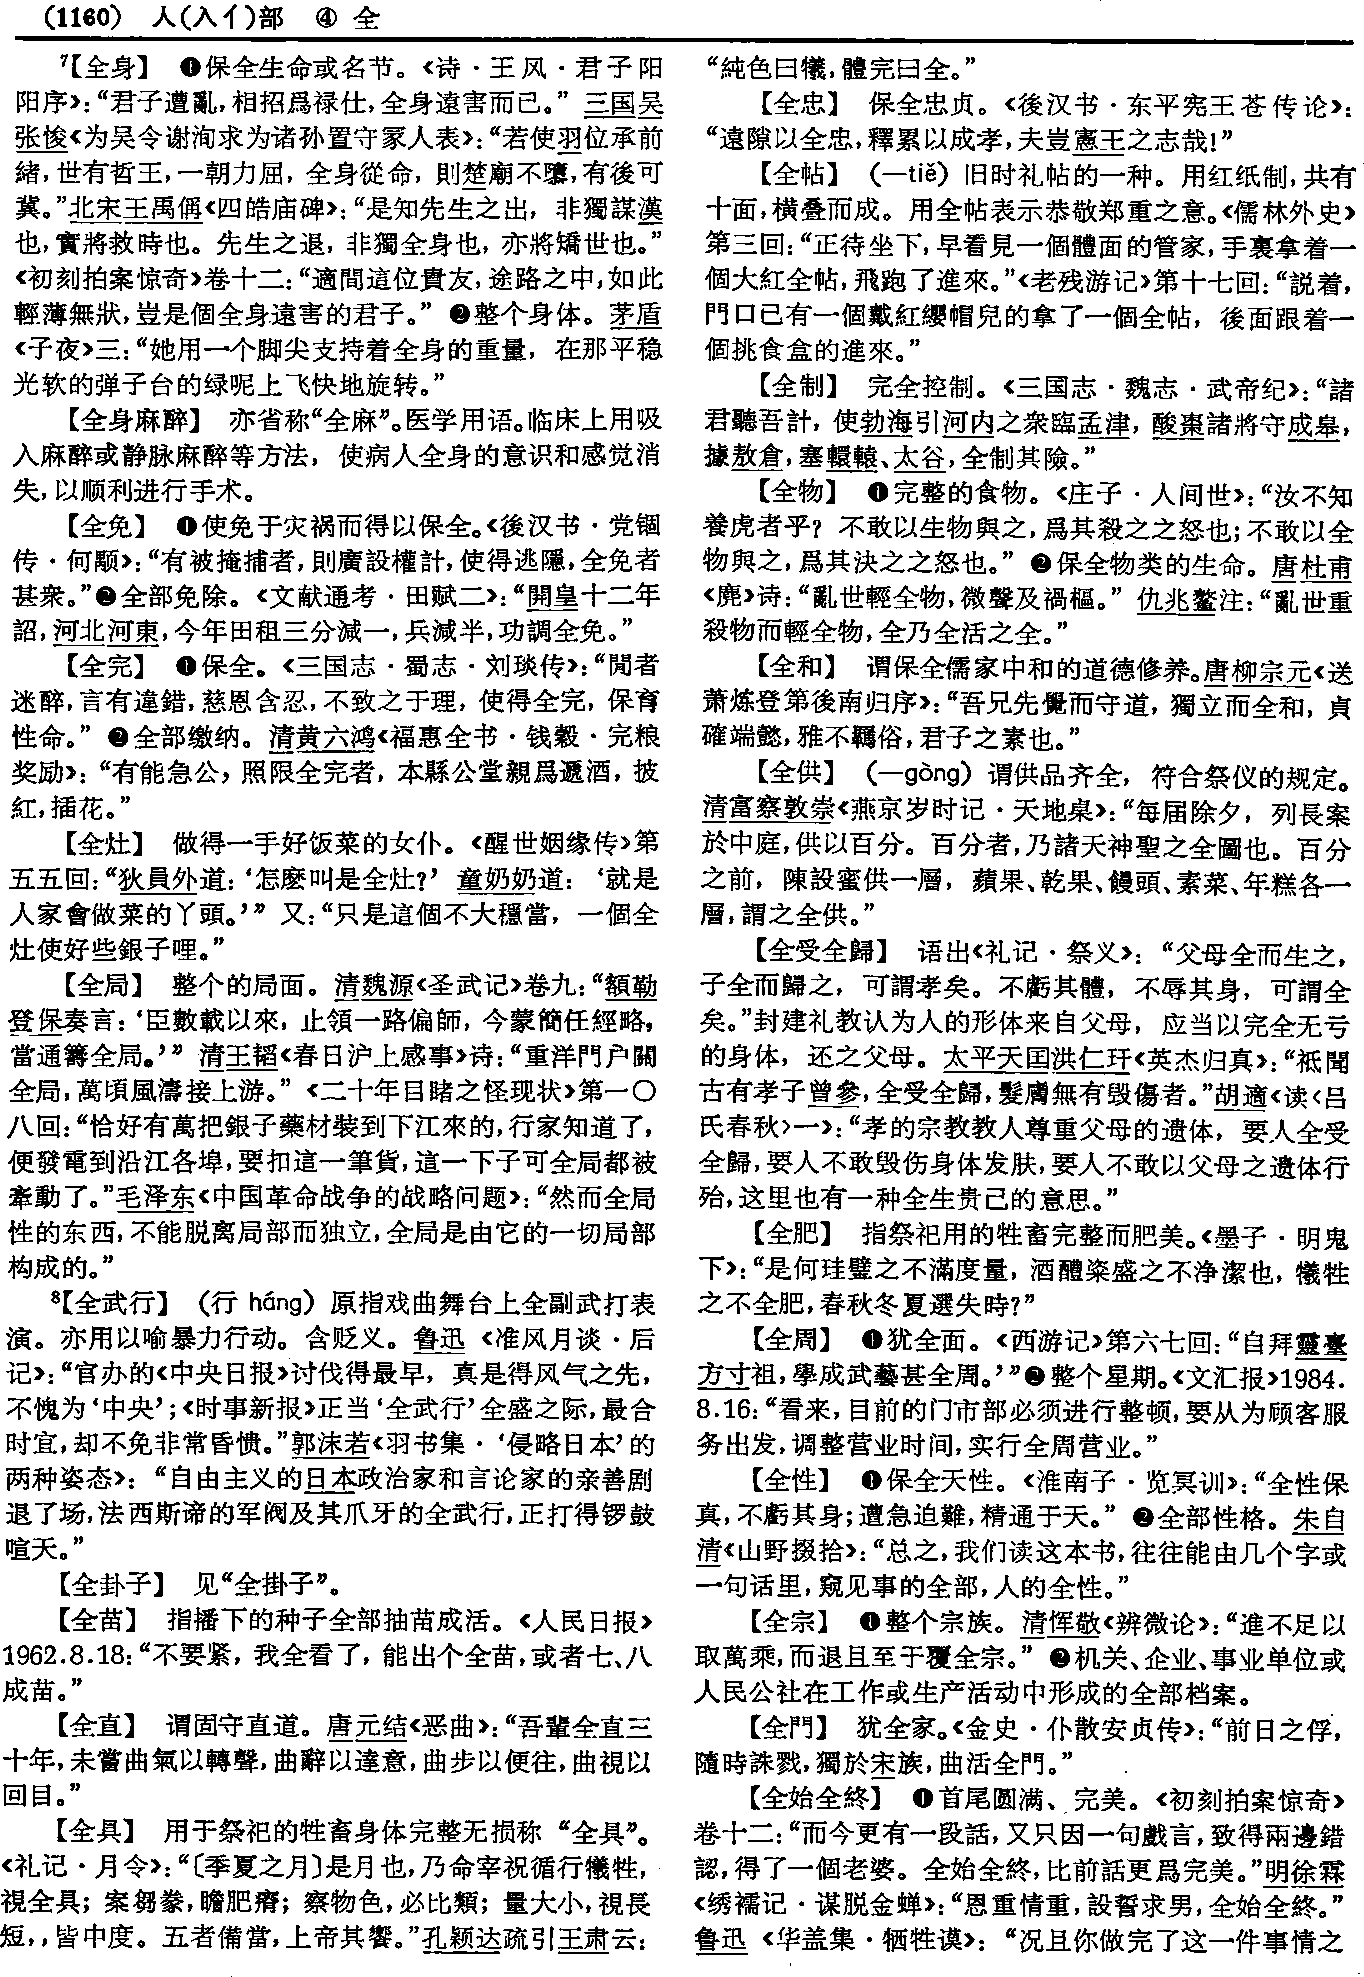 (1160) 人(入亻)部 ④ 全
⁷【全身】 ❶保全生命或名节。《诗·王风·君子阳
阳序》：“君子遭亂，相招爲禄仕，全身遠害而已。” 三国吴
张悛《为吴令谢洵求为诸孙置守冢人表》：“若使羽位承前
緒，世有哲王，一朝力屈，全身從命，則楚廟不隳，有後可
冀。”北宋王禹偁《四皓庙碑》：“是知先生之出，非獨謀漢
也，實將救時也。先生之退，非獨全身也，亦將矯世也。”
《初刻拍案惊奇》卷十二：“適間這位貴友，途路之中，如此
輕薄無狀，豈是個全身遠害的君子。” ❷整个身体。茅盾
《子夜》三：“她用一个脚尖支持着全身的重量，在那平稳
光软的弹子台的绿呢上飞快地旋转。”
【全身麻醉】 亦省称“全麻”。医学用语。临床上用吸
入麻醉或静脉麻醉等方法，使病人全身的意识和感觉消
失，以顺利进行手术。
【全免】 ❶使免于灾祸而得以保全。《後汉书·党锢
传·何颙》：“有被掩捕者，則廣設權計，使得逃隱，全免者
甚衆。”❷全部免除。《文献通考·田赋二》：“開皇十二年
詔，河北河東，今年田租三分減一，兵減半，功調全免。”
【全完】 ❶保全。《三国志·蜀志·刘琰传》：“閒者
迷醉，言有違錯，慈恩含忍，不致之于理，使得全完，保育
性命。” ❷全部缴纳。清黄六鸿《福惠全书·钱穀·完粮
奖励》：“有能急公，照限全完者，本縣公堂親爲遞酒，披
紅，插花。”
【全灶】 做得一手好饭菜的女仆。《醒世姻缘传》第
五五回：“狄員外道：‘怎麽叫是全灶？’ 童奶奶道：‘就是
人家會做菜的丫頭。’” 又：“只是這個不大穩當，一個全
灶使好些銀子哩。”
【全局】 整个的局面。清魏源《圣武记》卷九：“額勒
登保奏言：‘臣數載以來，止領一路偏師，今蒙簡任經略，
當通籌全局。’” 清王韬《春日沪上感事》诗：“重洋門户關
全局，萬頃風濤接上游。” 《二十年目睹之怪现状》第一〇
八回：“恰好有萬把銀子藥材裝到下江來的，行家知道了，
便發電到沿江各埠，要扣這一筆貨，這一下子可全局都被
牽動了。”毛泽东《中国革命战争的战略问题》：“然而全局
性的东西，不能脱离局部而独立，全局是由它的一切局部
构成的。”
⁸【全武行】 （行 háng）原指戏曲舞台上全副武打表
演。亦用以喻暴力行动。含贬义。鲁迅《准风月谈·后
记》：“官办的《中央日报》讨伐得最早，真是得风气之先，
不愧为‘中央’；《时事新报》正当‘全武行’全盛之际，最合
时宜，却不免非常昏愦。”郭沫若《羽书集·‘侵略日本’的
两种姿态》：“自由主义的日本政治家和言论家的亲善剧
退了场，法西斯谛的军阀及其爪牙的全武行，正打得锣鼓
喧天。”
【全卦子】 见“全掛子”。
【全苗】 指播下的种子全部抽苗成活。《人民日报》
1962.8.18：“不要紧，我全看了，能出个全苗，或者七、八
成苗。”
【全直】 谓固守直道。唐元结《恶曲》：“吾輩全直三
十年，未嘗曲氣以轉聲，曲辭以達意，曲步以便往，曲視以
回目。”
【全具】 用于祭祀的牲畜身体完整无损称“全具”。
《礼记·月令》：“〔季夏之月〕是月也，乃命宰祝循行犧牲，
視全具；案芻豢，瞻肥瘠；察物色，必比類；量大小，視長
短，，皆中度。五者備當，上帝其饗。”孔颖达疏引王肃云：
“純色曰犧，體完曰全。”
【全忠】 保全忠贞。《後汉书·东平宪王苍传论》：
“遠隙以全忠，釋累以成孝，夫豈憲王之志哉！”
【全帖】 （—tiě）旧时礼帖的一种。用红纸制，共有
十面，横叠而成。用全帖表示恭敬郑重之意。《儒林外史》
第三回：“正待坐下，早看見一個體面的管家，手裏拿着一
個大紅全帖，飛跑了進來。”《老残游记》第十七回：“説着，
門口已有一個戴紅纓帽兒的拿了一個全帖，後面跟着一
個挑食盒的進來。”
【全制】 完全控制。《三国志·魏志·武帝纪》：“諸
君聽吾計，使勃海引河内之衆臨孟津，酸棗諸將守成皋，
據敖倉，塞轘轅、太谷，全制其險。”
【全物】 ❶完整的食物。《庄子·人间世》：“汝不知
養虎者乎？不敢以生物與之，爲其殺之之怒也；不敢以全
物與之，爲其決之之怒也。” ❷保全物类的生命。唐杜甫
《麂》诗：“亂世輕全物，微聲及禍樞。” 仇兆鳌注：“亂世重
殺物而輕全物，全乃全活之全。”
【全和】 谓保全儒家中和的道德修养。唐柳宗元《送
萧炼登第後南归序》：“吾兄先覺而守道，獨立而全和，貞
確端懿，雅不羈俗，君子之素也。”
【全供】 （—gòng）谓供品齐全，符合祭仪的规定。
清富察敦崇《燕京岁时记·天地桌》：“每届除夕，列長案
於中庭，供以百分。百分者，乃諸天神聖之全圖也。百分
之前，陳設蜜供一層，蘋果、乾果、饅頭、素菜、年糕各一
層，謂之全供。”
【全受全歸】 语出《礼记·祭义》：“父母全而生之，
子全而歸之，可謂孝矣。不虧其體，不辱其身，可謂全
矣。”封建礼教认为人的形体来自父母，应当以完全无亏
的身体，还之父母。太平天囯洪仁玕《英杰归真》：“祗聞
古有孝子曾參，全受全歸，髮膚無有毁傷者。”胡適《读〈吕
氏春秋〉一》：“孝的宗教教人尊重父母的遗体，要人全受
全歸，要人不敢毁伤身体发肤，要人不敢以父母之遗体行
殆，这里也有一种全生贵己的意思。”
【全肥】 指祭祀用的牲畜完整而肥美。《墨子·明鬼
下》：“是何珪璧之不滿度量，酒醴粢盛之不净潔也，犧牲
之不全肥，春秋冬夏選失時？”
【全周】 ❶犹全面。《西游记》第六七回：“自拜靈臺
方寸祖，學成武藝甚全周。’”❷整个星期。《文汇报》1984.
8.16：“看来，目前的门市部必须进行整顿，要从为顾客服
务出发，调整营业时间，实行全周营业。”
【全性】 ❶保全天性。《淮南子·览冥训》：“全性保
真，不虧其身；遭急迫難，精通于天。” ❷全部性格。朱自
清《山野掇拾》：“总之，我们读这本书，往往能由几个字或
一句话里，窥见事的全部，人的全性。”
【全宗】 ❶整个宗族。清恽敬《辨微论》：“進不足以
取萬乘，而退且至于覆全宗。” ❷机关、企业、事业单位或
人民公社在工作或生产活动中形成的全部档案。
【全門】 犹全家。《金史·仆散安贞传》：“前日之俘，
隨時誅戮，獨於宋族，曲活全門。”
【全始全終】 ❶首尾圆满、完美。《初刻拍案惊奇》
卷十二：“而今更有一段話，又只因一句戲言，致得兩邊錯
認，得了一個老婆。全始全終，比前話更爲完美。”明徐霖
《绣襦记·谋脱金蝉》：“恩重情重，設誓求男，全始全終。”
鲁迅《华盖集·牺牲谟》：“况且你做完了这一件事情之